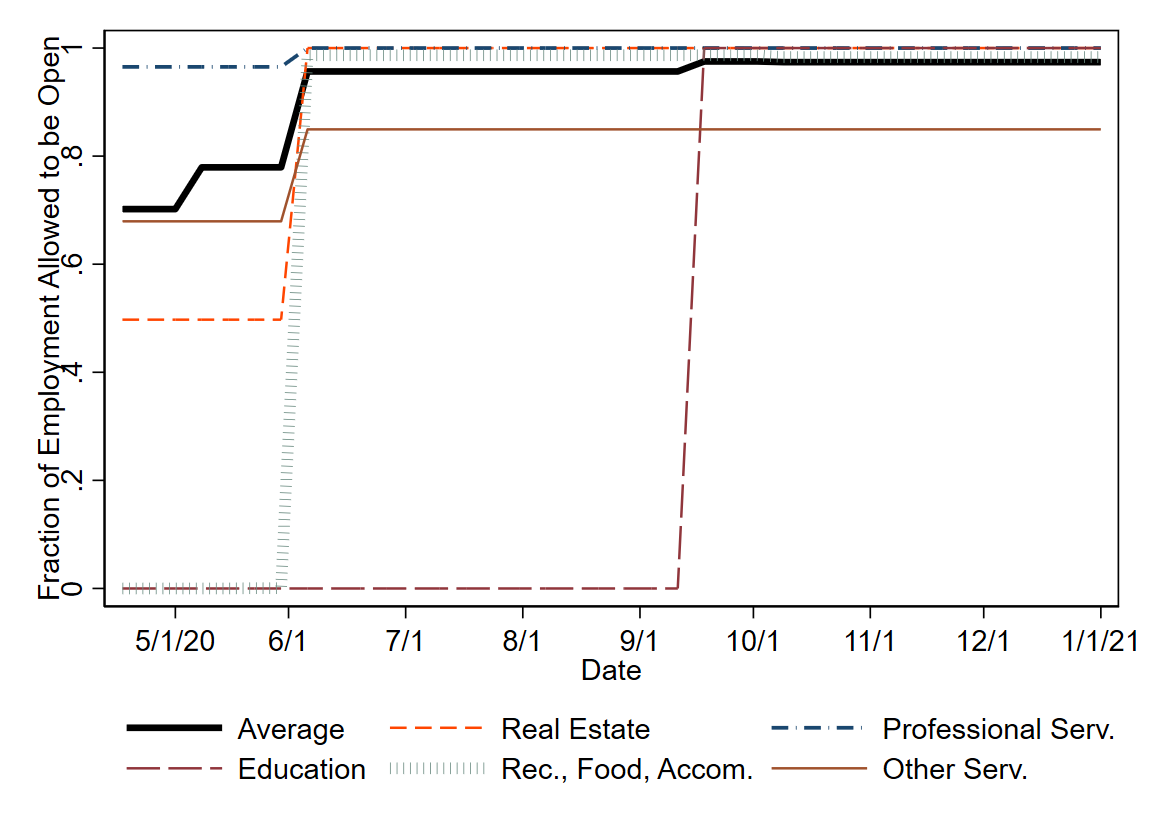 Fraction of Employment Allowed to be Open
1
.8
.6
.4
.2
0
5/1/20 6/1 7/1 8/1 9/1 10/1 11/1 12/1 1/1/21
Date
Average Real Estate Professional Serv.
Education Rec., Food, Accom. Other Serv.